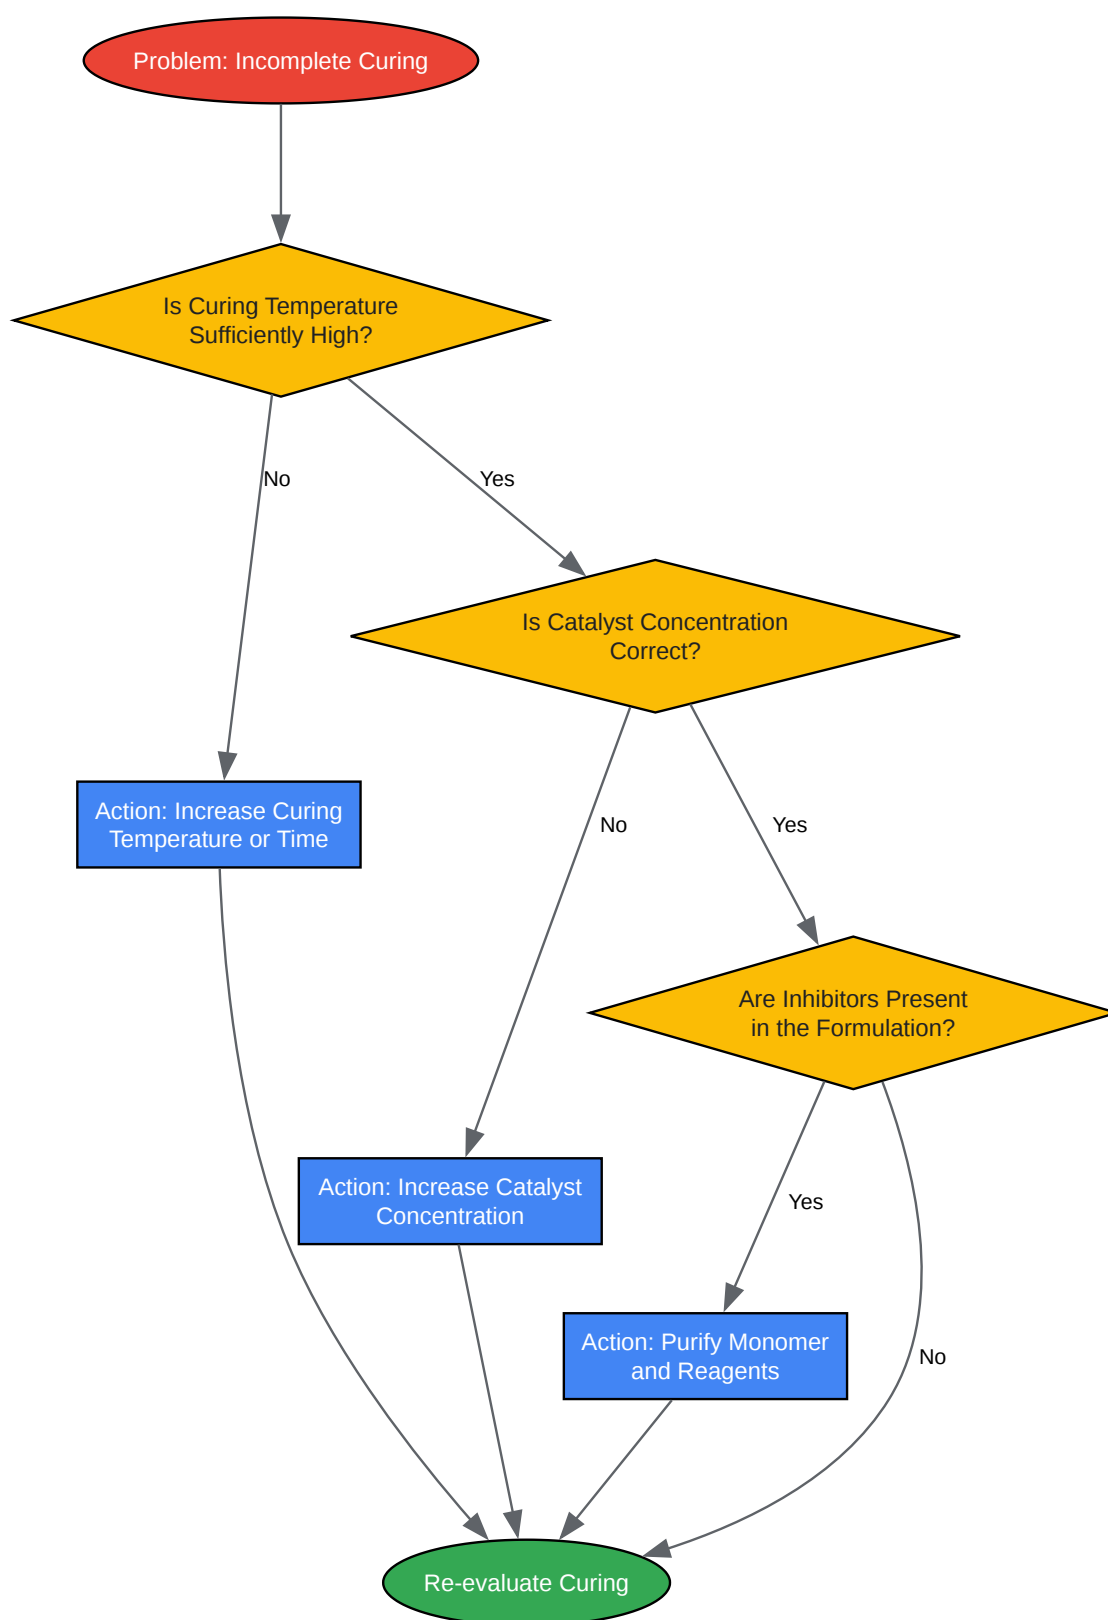 Problem: Incomplete Curing
Is Curing Temperature
Sufficiently High?
No
Yes
Is Catalyst Concentration
Correct?
Action: Increase Curing
Temperature or Time
No
Yes
Are Inhibitors Present
in the Formulation?
Action: Increase Catalyst
Concentration
Yes
Action: Purify Monomer
and Reagents
No
Re-evaluate Curing